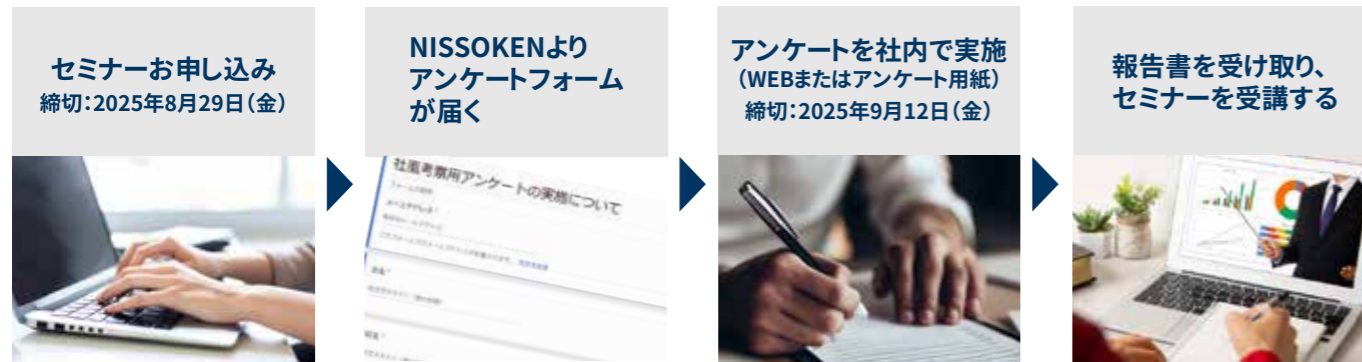 セミナーお申し込み
締切:2025年8月29日(金)
NISSOKENより
アンケートフォーム
が届く
アンケートを社内で実施
(WEBまたはアンケート用紙)
締切:2025年9月12日(金)
報告書を受け取り、
セミナーを受講する
社風考察用アンケートの実施について